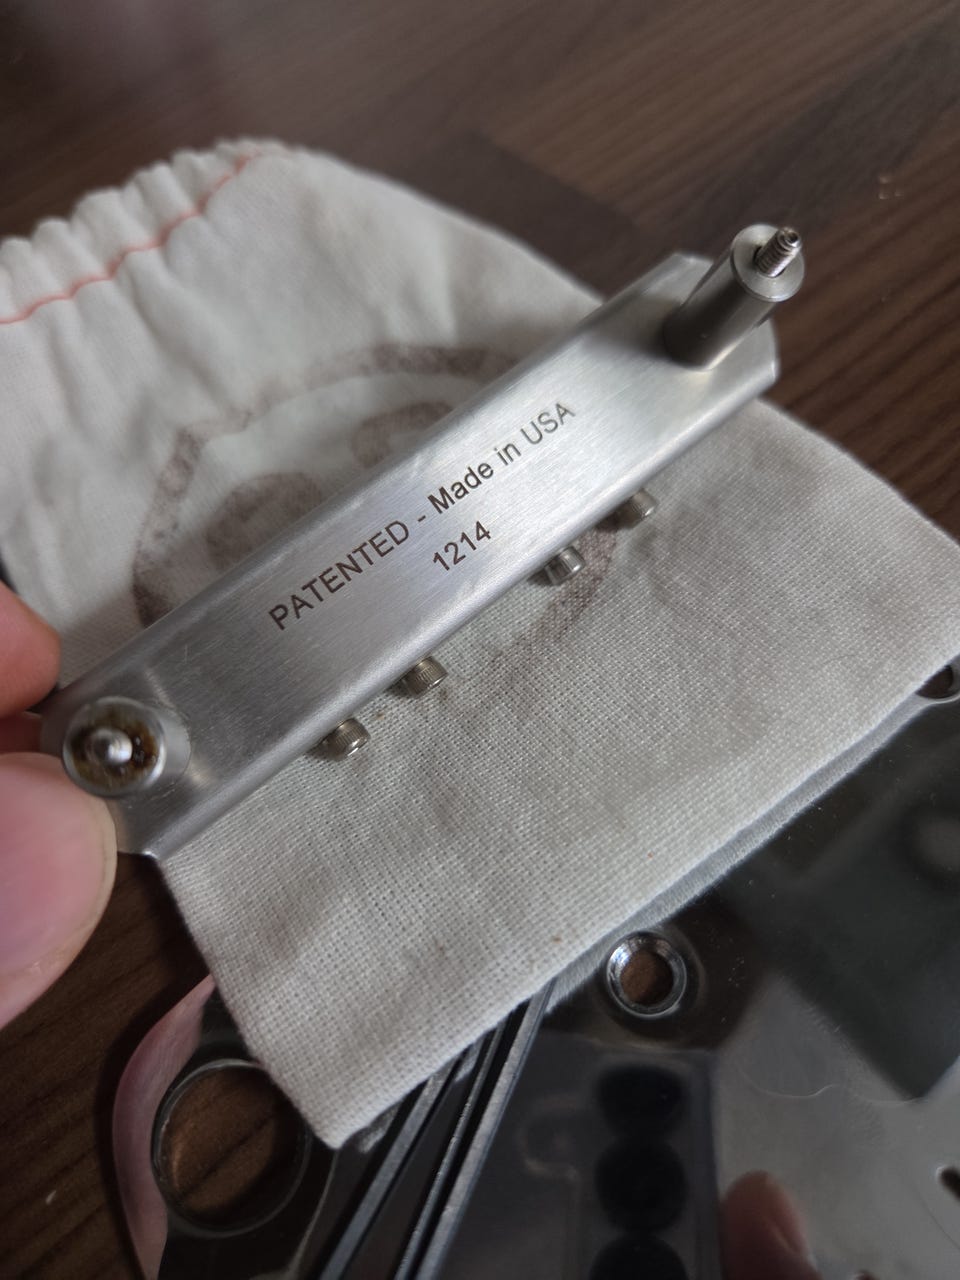 PATENTED - Made in USA
1214